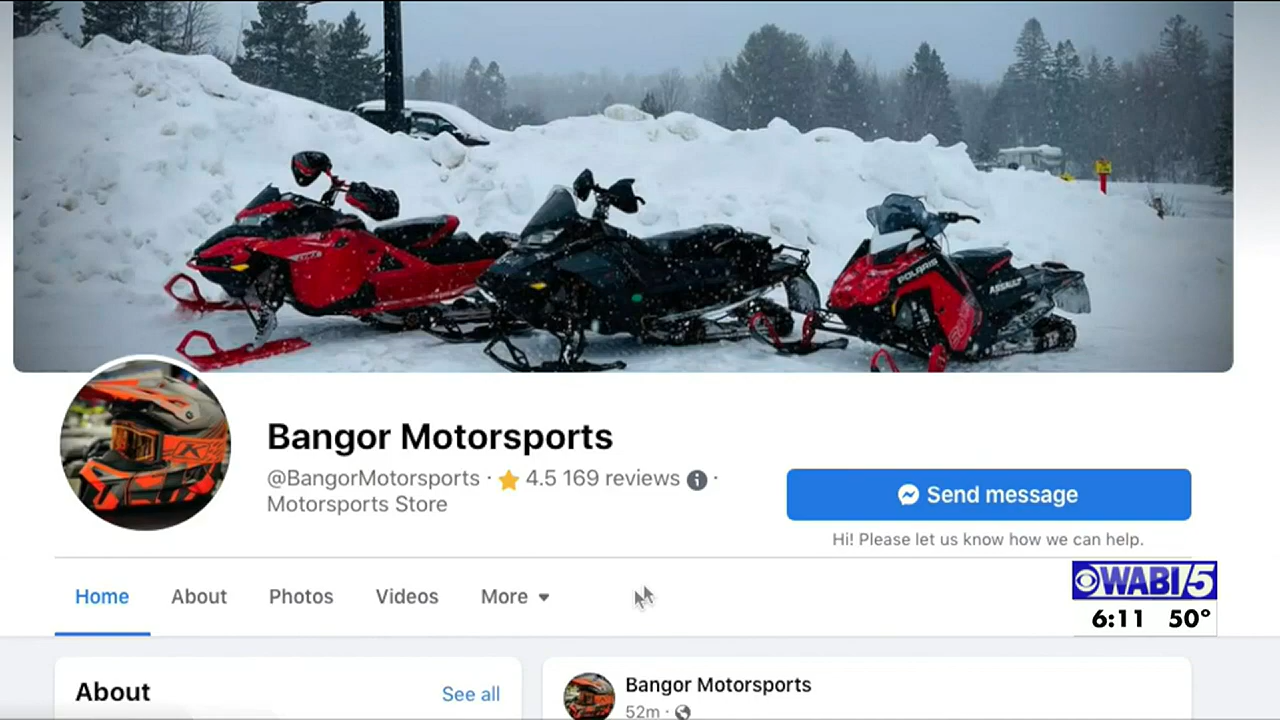 POLARIS
ASSAULT
Bangor Motorsports
@BangorMotorsports · 4.5 169 reviews ·
Motorsports Store
Send message
Hi! Please let us know how we can help.
Home About Photos Videos More
WABI 5
6:11 50°
About See all
Bangor Motorsports
52m ·